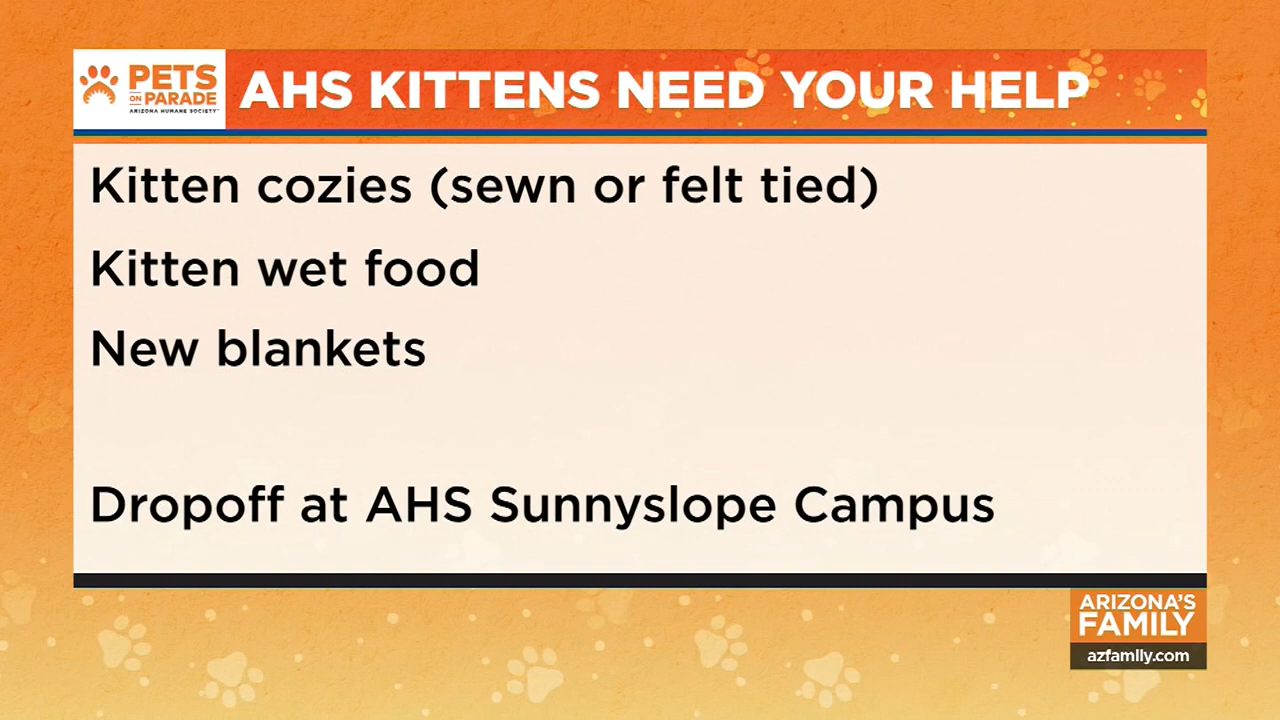 PETS
ON PARADE
ARIZONA HUMANE SOCIETY
AHS KITTENS NEED YOUR HELP
Kitten cozies (sewn or felt tied)
Kitten wet food
New blankets
Dropoff at AHS Sunnyslope Campus
ARIZONA'S
FAMILY
azfamily.com